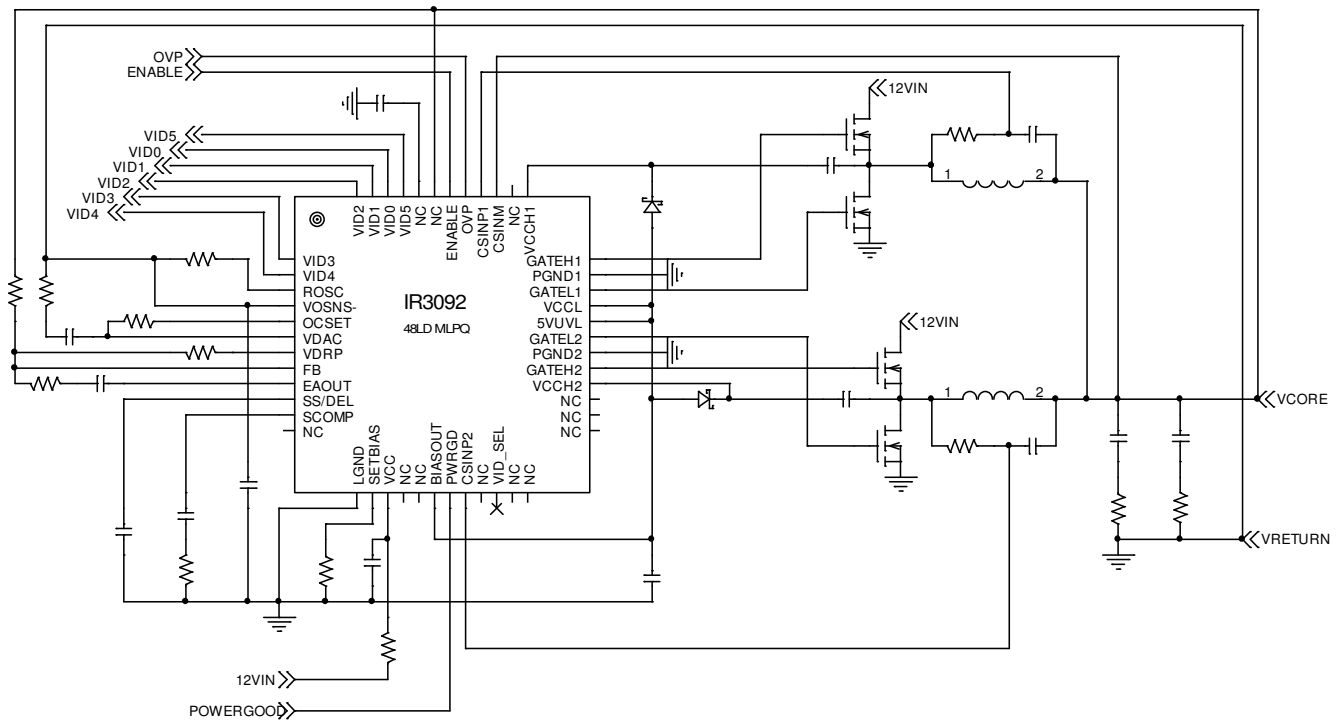 OVP
ENABLE
12VIN
VID5
VID0
VID1
VID2
VID3
VID4
1 2
VID2
VID1
VID0
VID5
NC
NC
ENABLE
OVP
CSINP1
CSINM
NC
VCCH1
VID3
VID4
ROSC
VOSNS-
OCSET
VDAC
VDRP
FB
EAOUT
SS/DEL
SCOMP
NC
IR3092
48LD MLPQ
GATEH1
PGND1
GATEL1
VCCL
5VUVL
GATEL2
PGND2
GATEH2
VCCH2
NC
NC
NC
12VIN
1 2
VCORE
LGND
SETBIAS
VCC
NC
NC
BIASOUT
PWRGD
CSINP2
NC
VID_SEL
NC
NC
VRETURN
12VIN
POWERGOOD